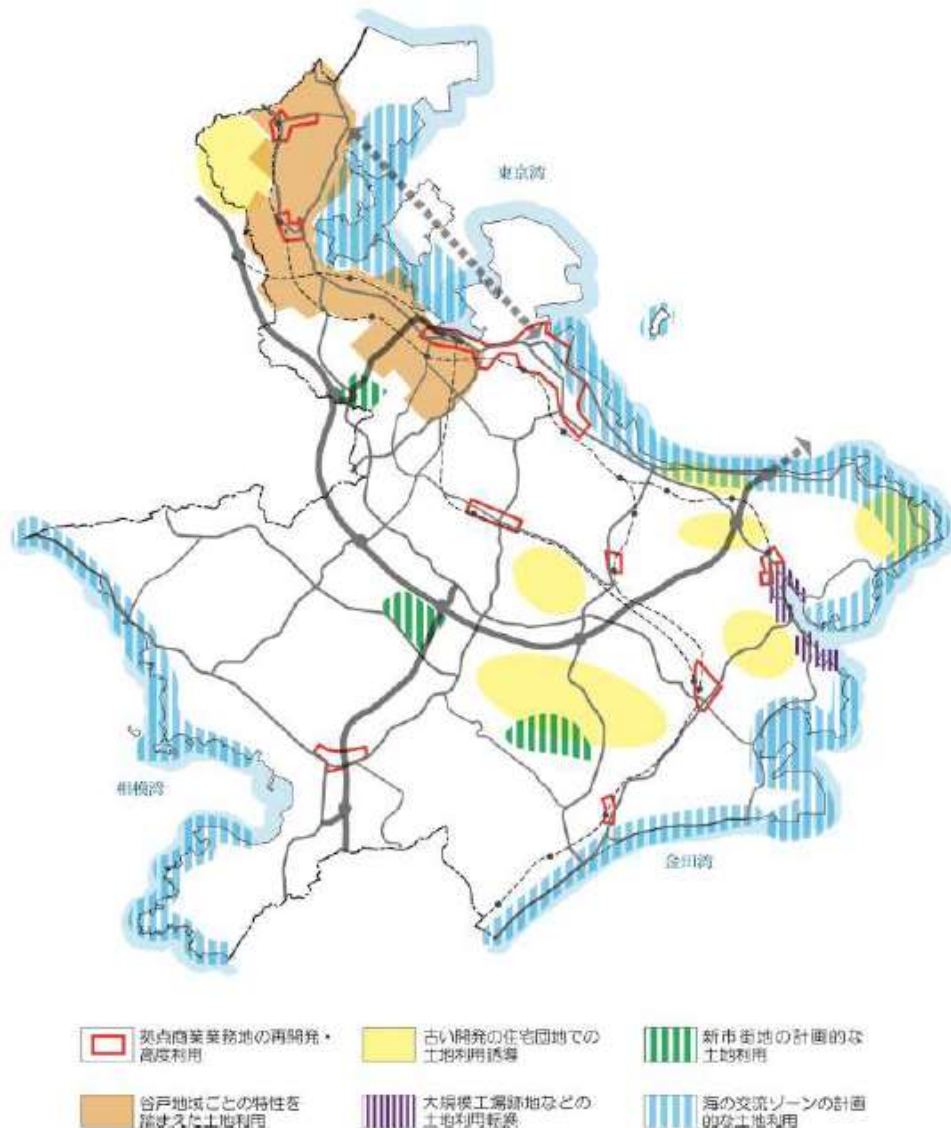 東京湾
相模湾
金田湾
拠点商業業務地の再開発・
高度利用
古い開発の住宅団地での
土地利用誘導
新市街地の計画的な
土地利用
谷戸地域ごとの特性を
踏まえた土地利用
大規模工場跡地などの
土地利用転換
海の交流ゾーンの計画
的な土地利用